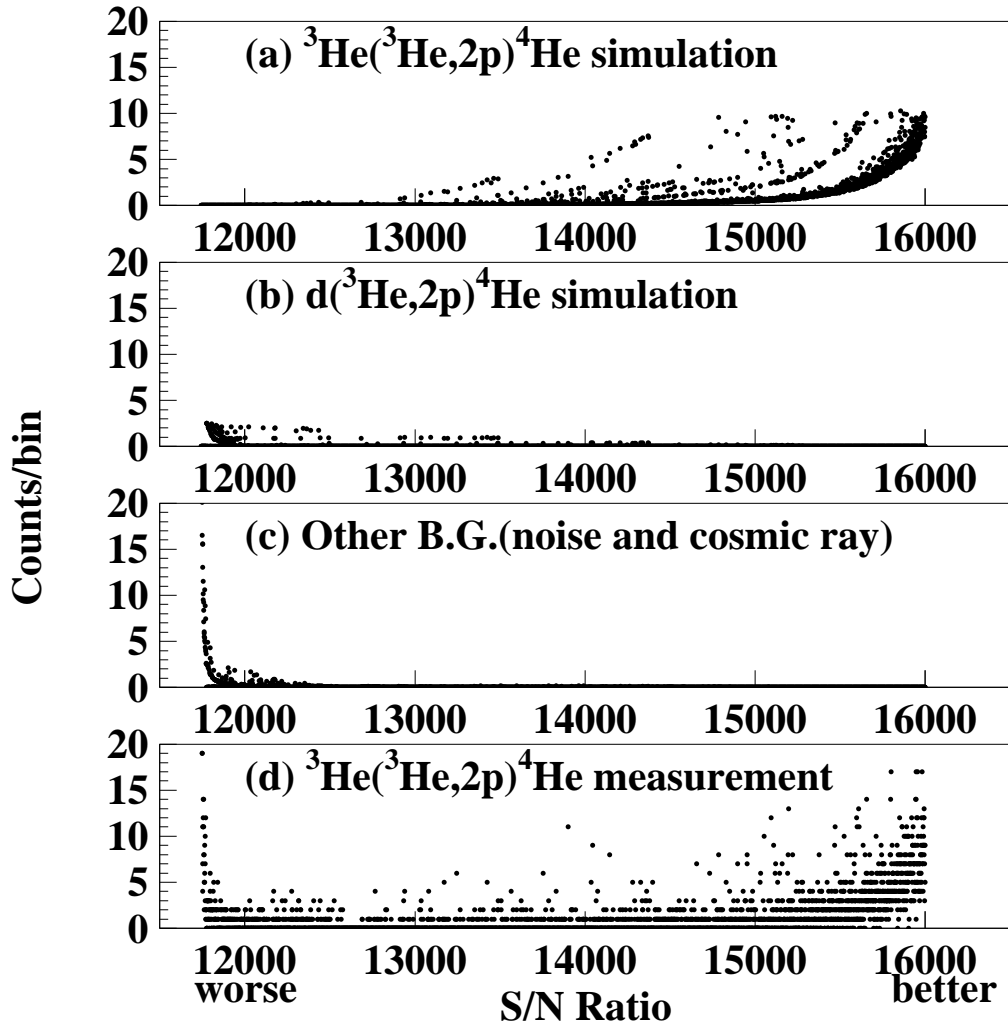 Counts/bin
20
(a) ³He(³He,2p)⁴He simulation
15
10
5
0
12000 13000 14000 15000 16000
20
(b) d(³He,2p)⁴He simulation
15
10
5
0
12000 13000 14000 15000 16000
20
(c) Other B.G.(noise and cosmic ray)
15
10
5
0
12000 13000 14000 15000 16000
20
(d) ³He(³He,2p)⁴He measurement
15
10
5
0
12000 13000 14000 15000 16000
worse S/N Ratio better